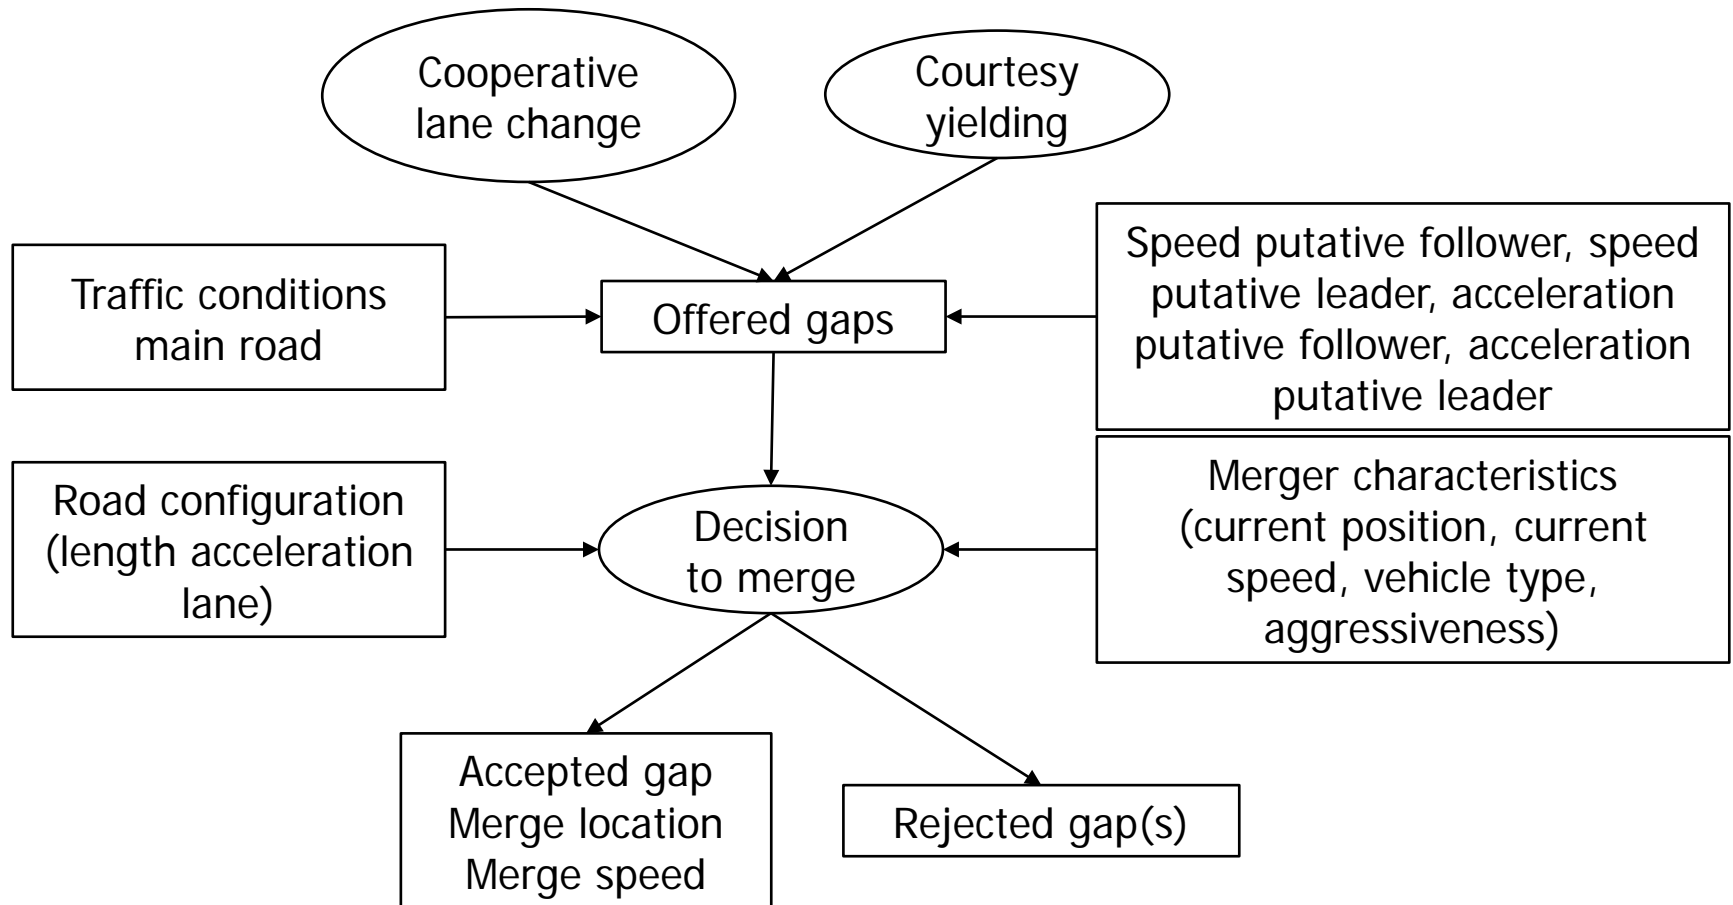 Cooperative
lane change
Courtesy
yielding
Traffic conditions
main road
Offered gaps
Speed putative follower, speed
putative leader, acceleration
putative follower, acceleration
putative leader
Road configuration
(length acceleration
lane)
Decision
to merge
Merger characteristics
(current position, current
speed, vehicle type,
aggressiveness)
Accepted gap
Merge location
Merge speed
Rejected gap(s)